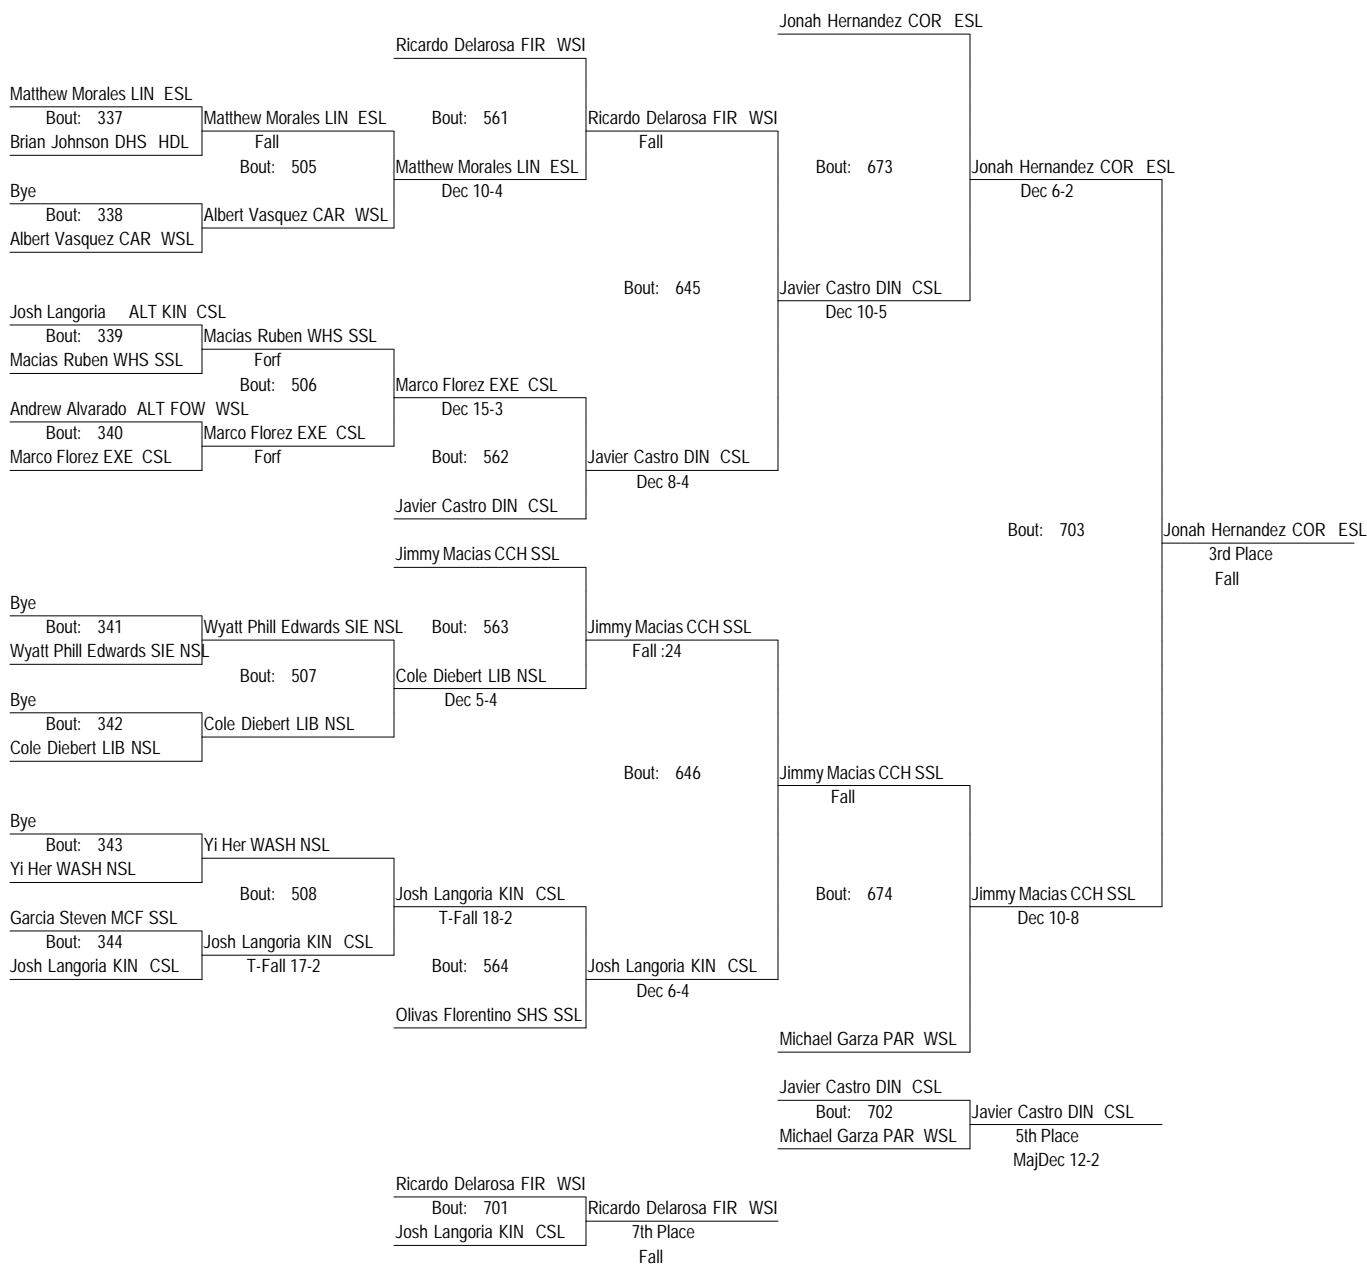 Jonah Hernandez COR ESL
Ricardo Delarosa FIR WSI
Matthew Morales LIN ESL
Bout: 337
Matthew Morales LIN ESL
Bout: 561
Ricardo Delarosa FIR WSI
Brian Johnson DHS HDL
Fall
Fall
Bout: 505
Matthew Morales LIN ESL
Bout: 673
Jonah Hernandez COR ESL
Bye
Dec 10-4
Dec 6-2
Bout: 338
Albert Vasquez CAR WSL
Albert Vasquez CAR WSL
Bout: 645
Javier Castro DIN CSL
Josh Langoria ALT KIN CSL
Dec 10-5
Bout: 339
Macias Ruben WHS SSL
Macias Ruben WHS SSL
Forf
Bout: 506
Marco Florez EXE CSL
Andrew Alvarado ALT FOW WSL
Dec 15-3
Bout: 340
Marco Florez EXE CSL
Marco Florez EXE CSL
Forf
Bout: 562
Javier Castro DIN CSL
Dec 8-4
Javier Castro DIN CSL
Bout: 703
Jonah Hernandez COR ESL
Jimmy Macias CCH SSL
3rd Place
Fall
Bye
Bout: 341
Wyatt Phill Edwards SIE NSL
Bout: 563
Jimmy Macias CCH SSL
Wyatt Phill Edwards SIE NSL
Fall :24
Bout: 507
Cole Diebert LIB NSL
Bye
Dec 5-4
Bout: 342
Cole Diebert LIB NSL
Cole Diebert LIB NSL
Bout: 646
Jimmy Macias CCH SSL
Fall
Bye
Bout: 343
Yi Her WASH NSL
Yi Her WASH NSL
Bout: 508
Josh Langoria KIN CSL
Bout: 674
Jimmy Macias CCH SSL
Garcia Steven MCF SSL
T-Fall 18-2
Dec 10-8
Bout: 344
Josh Langoria KIN CSL
Josh Langoria KIN CSL
T-Fall 17-2
Bout: 564
Josh Langoria KIN CSL
Dec 6-4
Olivas Florentino SHS SSL
Michael Garza PAR WSL
Javier Castro DIN CSL
Bout: 702
Javier Castro DIN CSL
Michael Garza PAR WSL
5th Place
MajDec 12-2
Ricardo Delarosa FIR WSI
Bout: 701
Ricardo Delarosa FIR WSI
Josh Langoria KIN CSL
7th Place
Fall